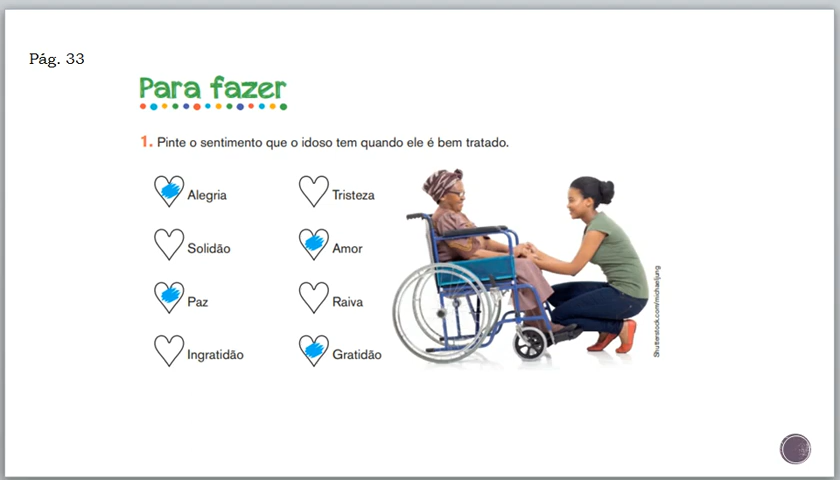 Pág. 33
Para fazer
1. Pinte o sentimento que o idoso tem quando ele é bem tratado.
Alegria
Tristeza
Solidão
Amor
Paz
Raiva
Ingratidão
Gratidão
Shutterstock.com/michaeljung